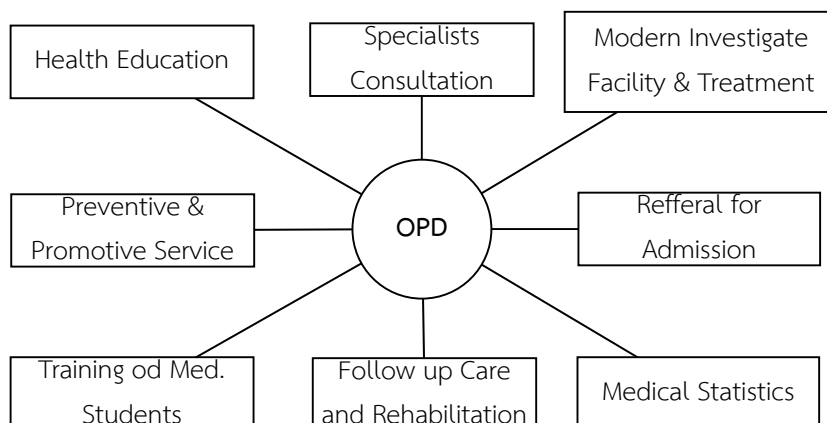 Health Education
Specialists
Consultation
Modern Investigate
Facility & Treatment
Preventive &
Promotive Service
OPD
Refferal for
Admission
Training od Med.
Students
Follow up Care
and Rehabilitation
Medical Statistics